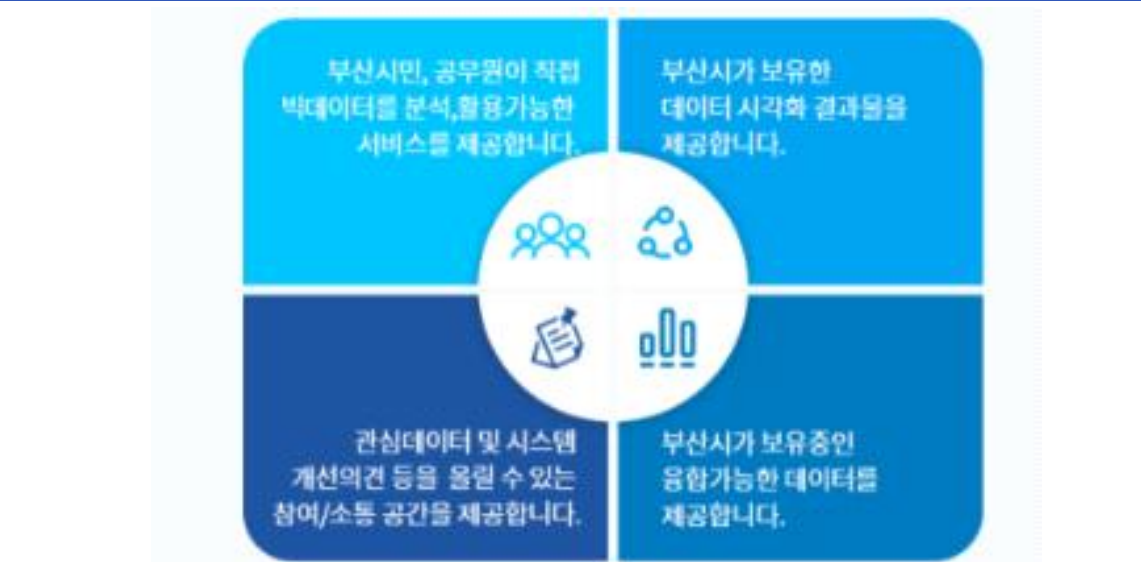 부산시민, 공무원이 직접
빅데이터를 분석,활용가능한
서비스를 제공합니다.
부산시가 보유한
데이터 시각화 결과물을
제공합니다.
관심데이터 및 시스템
개선의견 등을 올릴 수 있는
참여/소통 공간을 제공합니다.
부산시가 보유중인
융합가능한 데이터를
제공합니다.